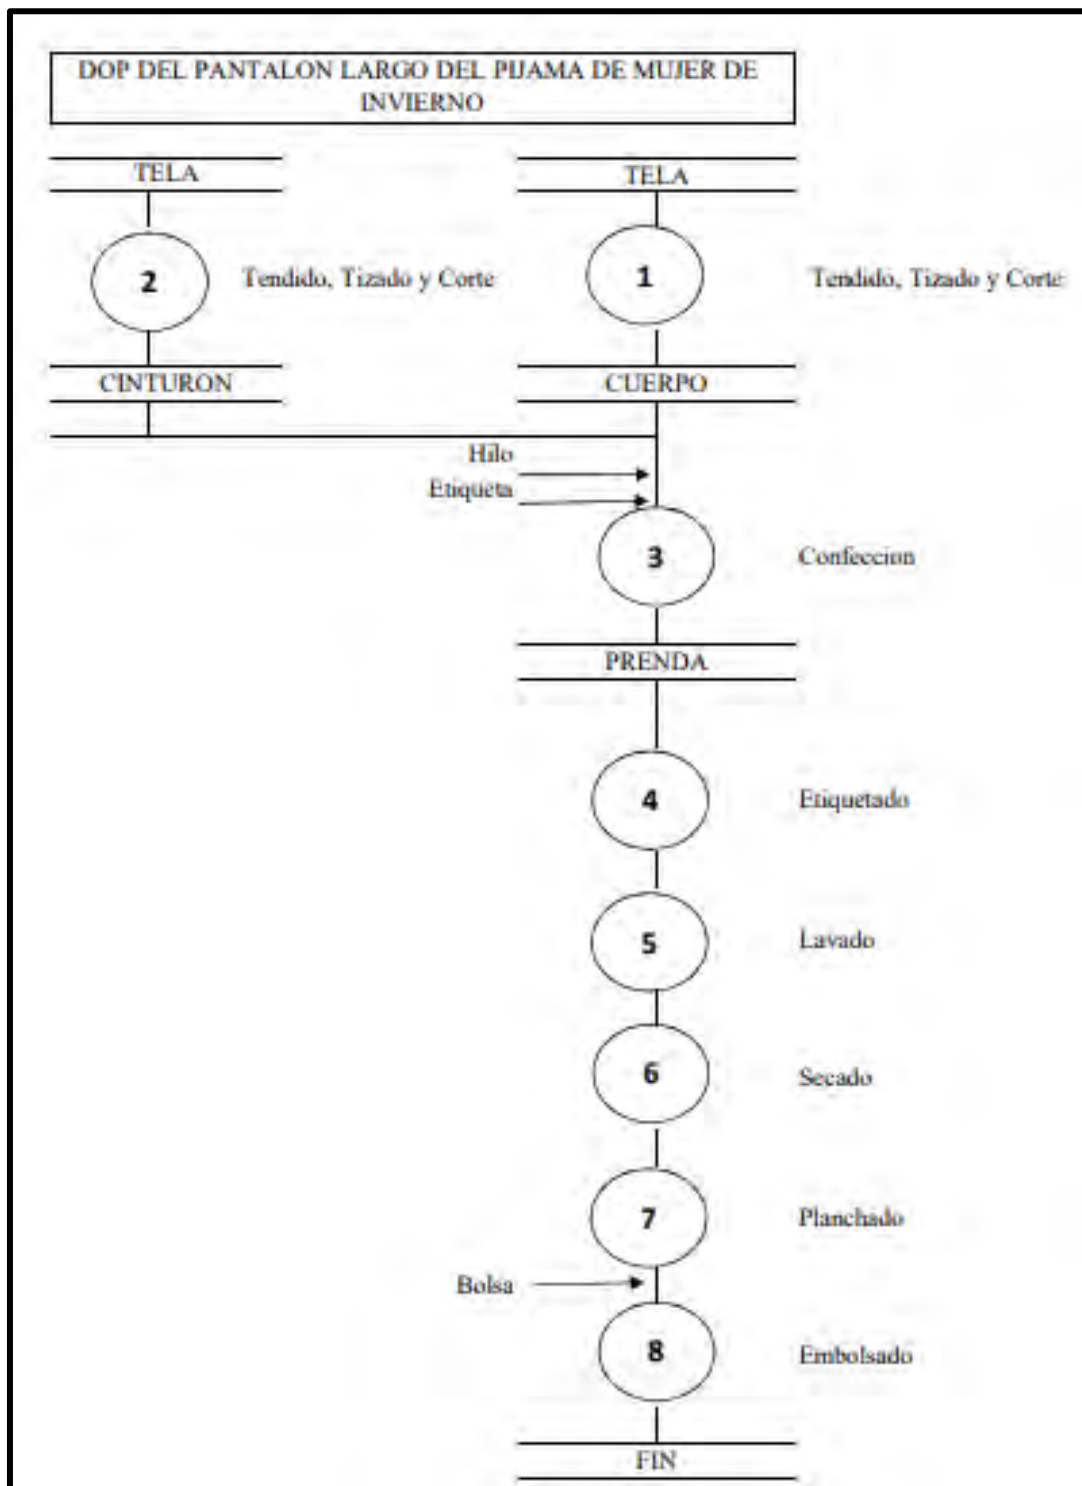 DOP DEL PANTALON LARGO DEL PIJAMA DE MUJER DE
INVIERNO
TELA
TELA
2
Tendido, Tizado y Corte
1
Tendido, Tizado y Corte
CINTURON
CUERPO
Hilo
Etiqueta
3
Confeccion
PRENDA
4
Etiquetado
5
Lavado
6
Secado
7
Planchado
Bolsa
8
Embolsado
FIN